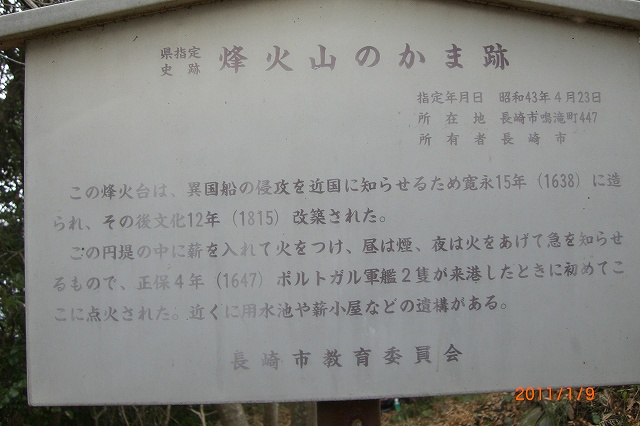 県指定
史跡 烽火山のかま跡
指定年月日 昭和43年4月23日
所在地 長崎市鳴滝町447
所有者 長崎市
この烽火台は、異国船の侵攻を近国に知らせるため寛永15年(1638)に造
られ、その後文化12年(1815)改築された。
この円堤の中に薪を入れて火をつけ、昼は煙、夜は火をあげて急を知らせ
るもので、正保4年(1647)ポルトガル軍艦2隻が来港したときに初めてこ
こに点火された。近くに用水池や薪小屋などの遺構がある。
長崎市教育委員会
2011/1/9